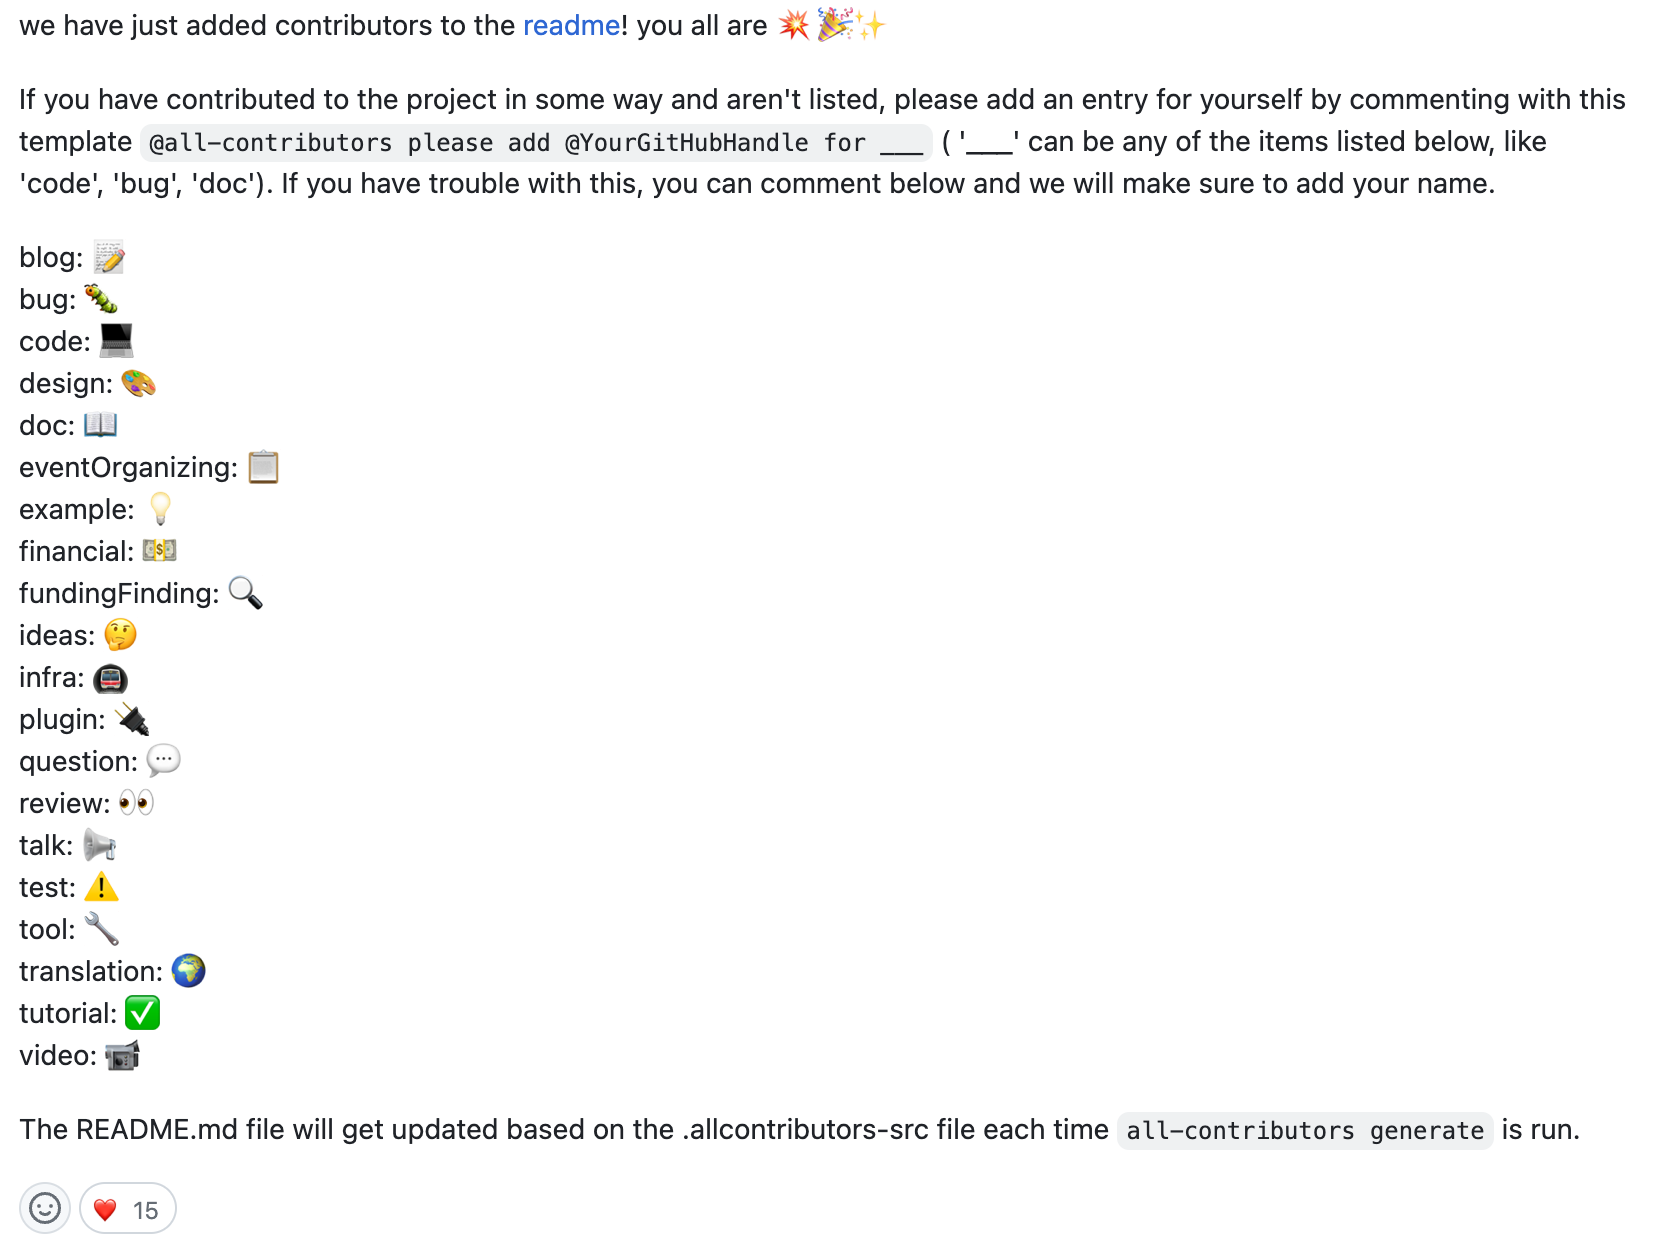 we have just added contributors to the readme! you all are 💥 🎉✨
If you have contributed to the project in some way and aren't listed, please add an entry for yourself by commenting with this
template @all-contributors please add @YourGitHubHandle for ___ ( '___' can be any of the items listed below, like
'code', 'bug', 'doc'). If you have trouble with this, you can comment below and we will make sure to add your name.
blog: 📝
bug: 🐛
code: 💻
design: 🎨
doc: 📖
eventOrganizing: 📋
example: 💡
financial: 💵
fundingFinding: 🔍
ideas: 🤔
infra: 🚇
plugin: 🔌
question: 💬
review: 👀
talk: 📢
test: ⚠️
tool: 🔧
translation: 🌍
tutorial: ✅
video: 📹
The README.md file will get updated based on the .allcontributors-src file each time all-contributors generate is run.
❤️ 15